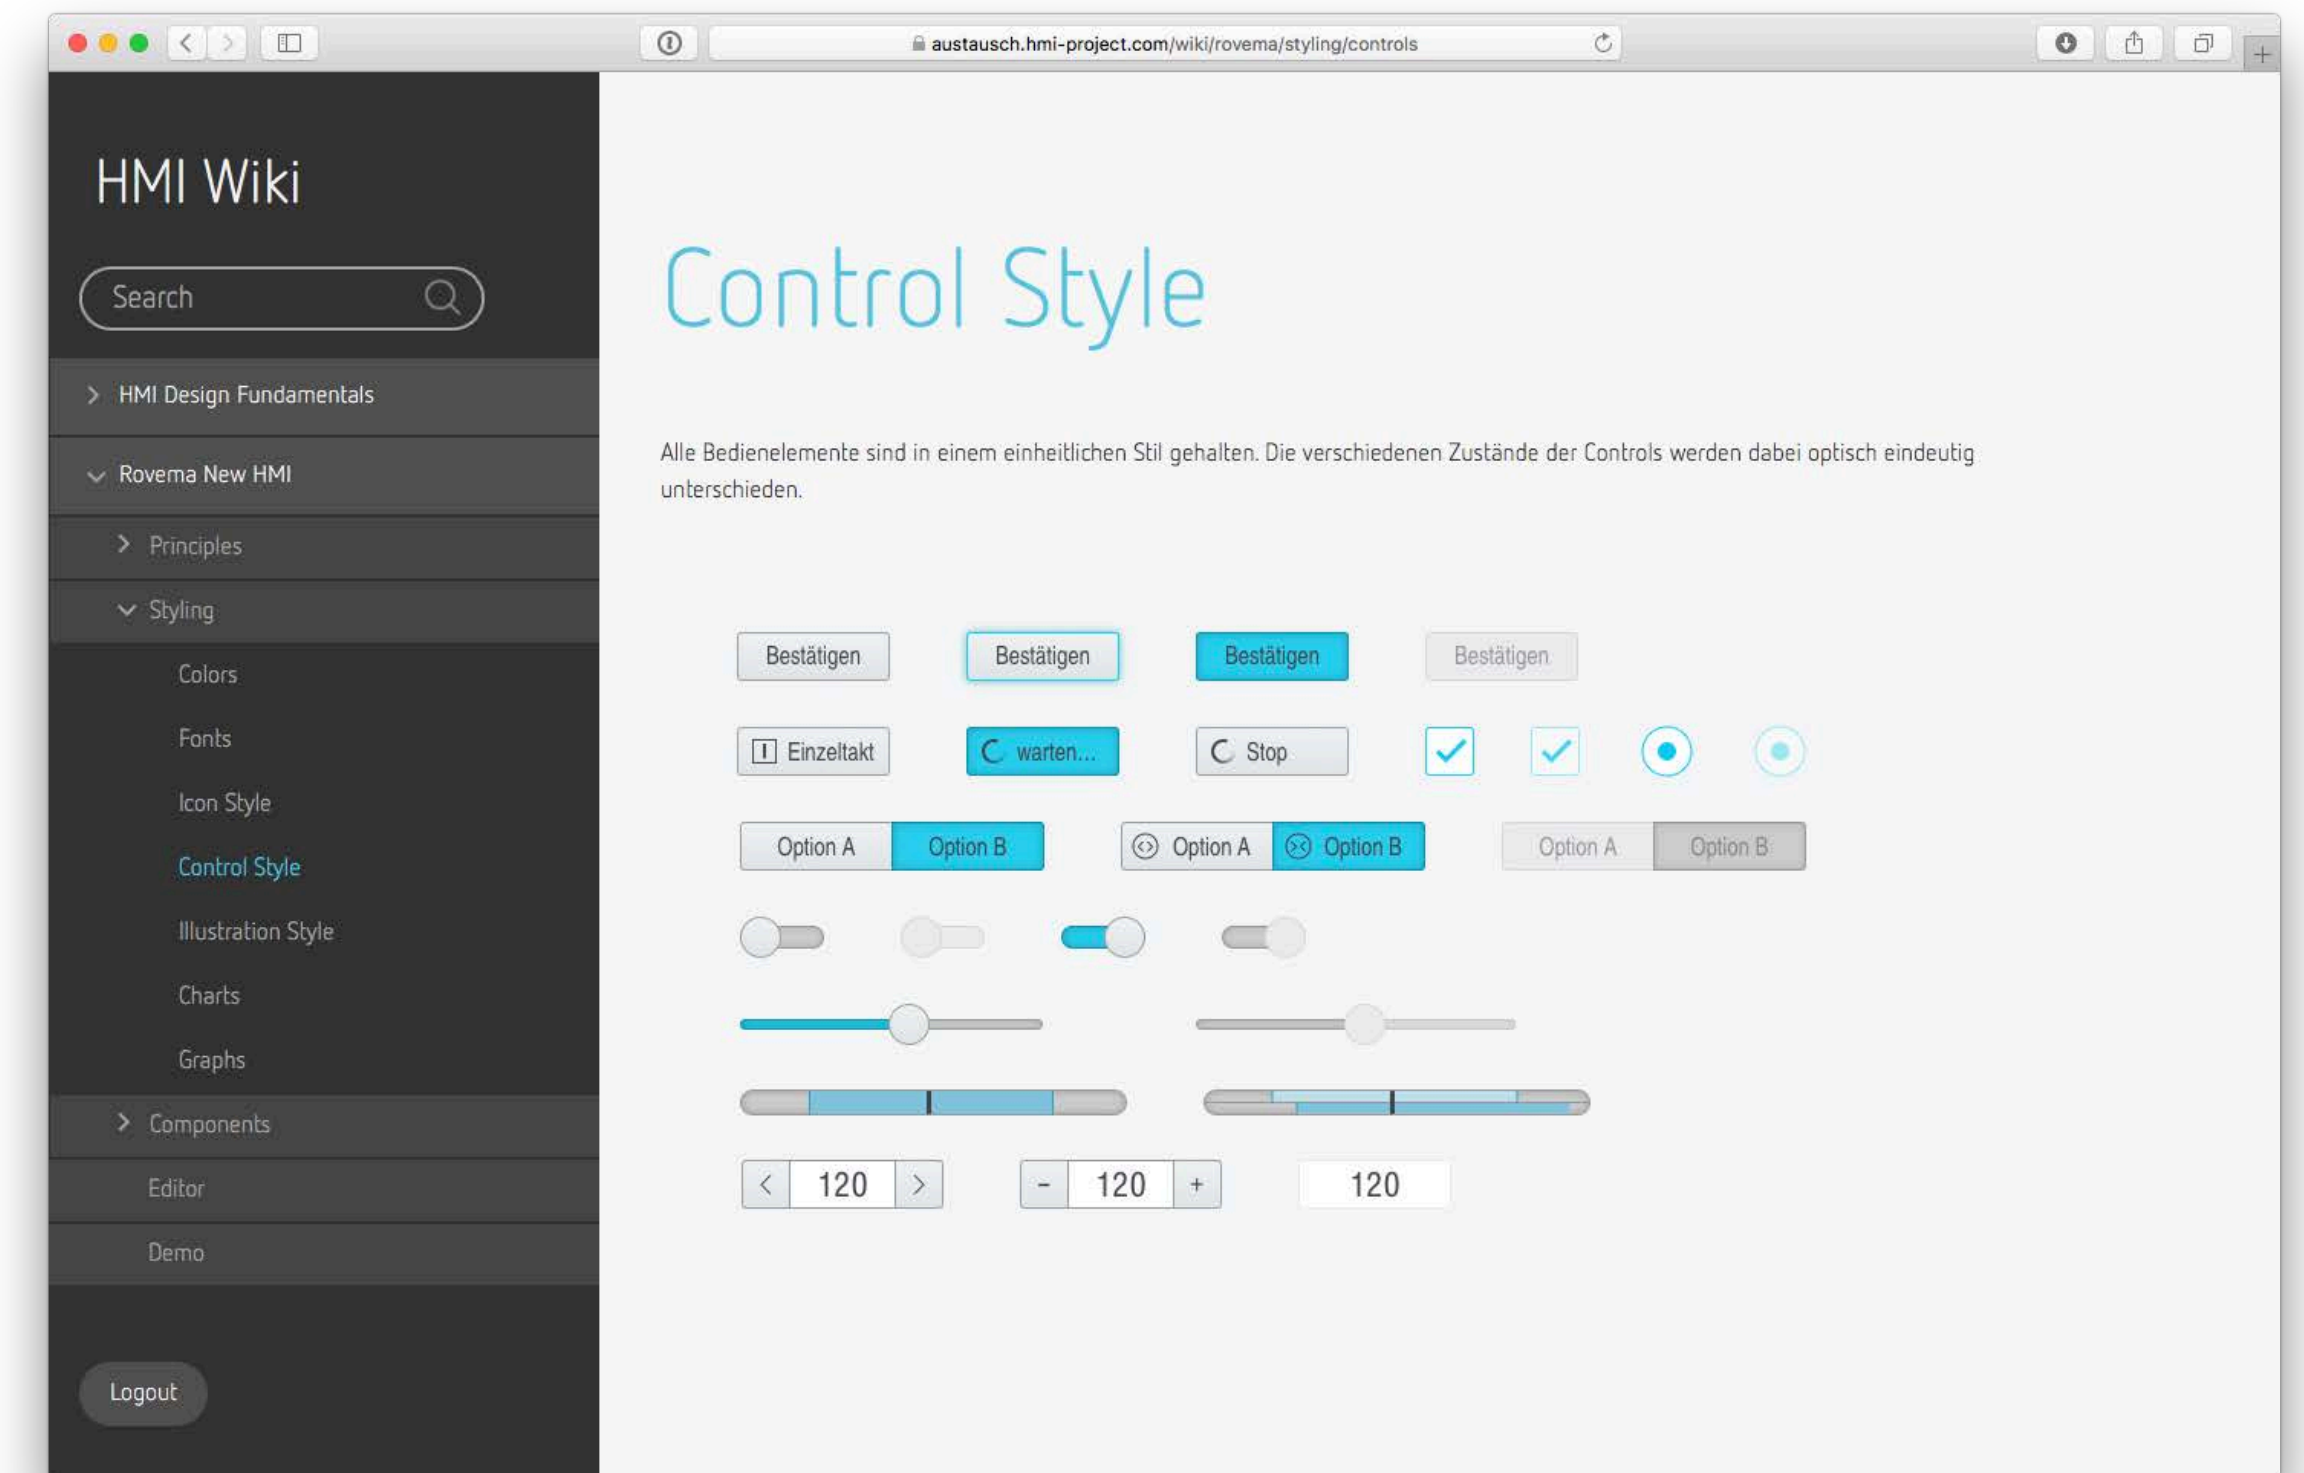 austausch.hmi-project.com/wiki/rovema/styling/controls
HMI Wiki
Search
HMI Design Fundamentals
Rovema New HMI
Principles
Styling
Colors
Fonts
Icon Style
Control Style
Illustration Style
Charts
Graphs
Components
Editor
Demo
Logout
Control Style
Alle Bedienelemente sind in einem einheitlichen Stil gehalten. Die verschiedenen Zustände der Controls werden dabei optisch eindeutig
unterschieden.
Bestätigen Bestätigen Bestätigen Bestätigen
Einzeltakt warten... Stop
Option A Option B Option A Option B Option A Option B
< 120 > - 120 + 120